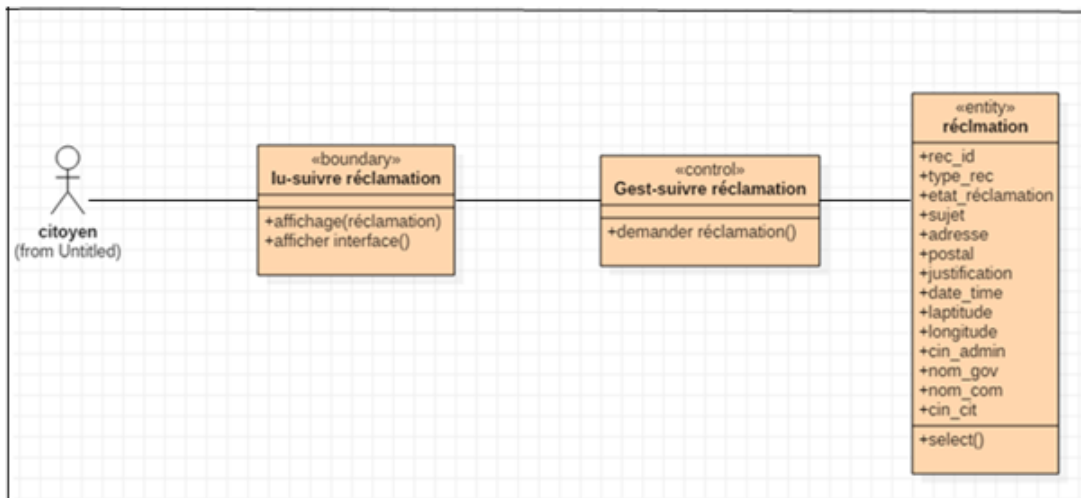 citoyen
(from Untitled)
«boundary»
Iu-suivre réclamation
+affichage(réclamation)
+afficher interface()
«control»
Gest-suivre réclamation
+demander réclamation()
«entity»
réclmation
+rec_id
+type_rec
+etat_réclamation
+sujet
+adresse
+postal
+justification
+date_time
+laptitude
+longitude
+cin_admin
+nom_gov
+nom_com
+cin_cit
+select()